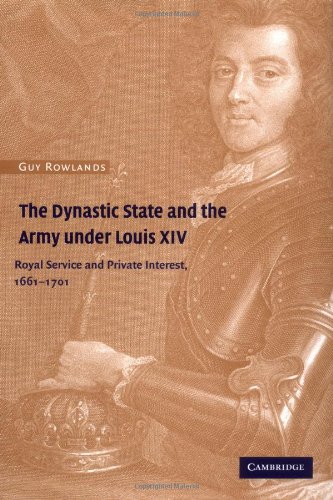 GUY ROWLANDS
The Dynastic State and the
Army under Louis XIV
Royal Service and Private Interest,
1661–1701
CAMBRIDGE